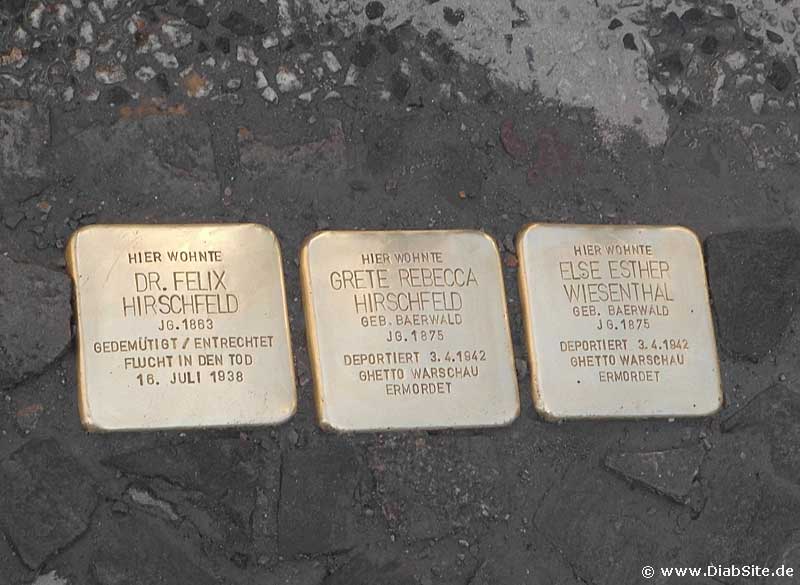 HIER WOHNTE
DR. FELIX
HIRSCHFELD
JG. 1863
GEDEMÜTIGT / ENTRECHTET
FLUCHT IN DEN TOD
16. JULI 1938
HIER WOHNTE
GRETE REBECCA
HIRSCHFELD
GEB. BAERWALD
JG. 1875
DEPORTIERT 3.4.1942
GHETTO WARSCHAU
ERMORDET
HIER WOHNTE
ELSE ESTHER
WIESENTHAL
GEB. BAERWALD
JG. 1875
DEPORTIERT 3.4.1942
GHETTO WARSCHAU
ERMORDET
© www.DiabSite.de